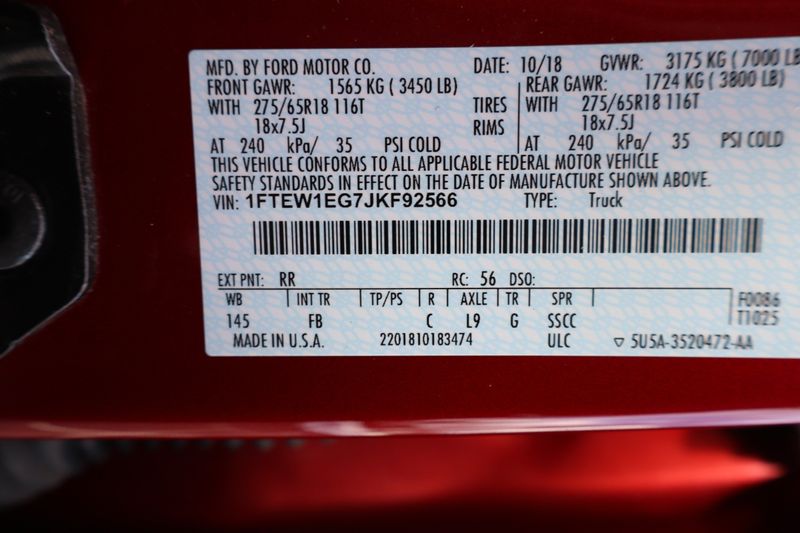 MFD. BY FORD MOTOR CO. DATE: 10/18 GVWR: 3175 KG ( 7000 LB
FRONT GAWR: 1565 KG ( 3450 LB) REAR GAWR: 1724 KG ( 3800 LB)
WITH 275/65R18 116T TIRES WITH 275/65R18 116T
18x7.5J RIMS 18x7.5J
AT 240 kPa/ 35 PSI COLD AT 240 kPa/ 35 PSI COLD
THIS VEHICLE CONFORMS TO ALL APPLICABLE FEDERAL MOTOR VEHICLE
SAFETY STANDARDS IN EFFECT ON THE DATE OF MANUFACTURE SHOWN ABOVE.
VIN: 1FTEW1EG7JKF92566 TYPE: Truck
EXT PNT: RR RC: 56 DSO:
WB INT TR TP/PS R AXLE TR SPR F0086
145 FB C L9 G SSCC T1025
MADE IN U.S.A. 2201810183474 ULC ▽ 5U5A-3520472-AA